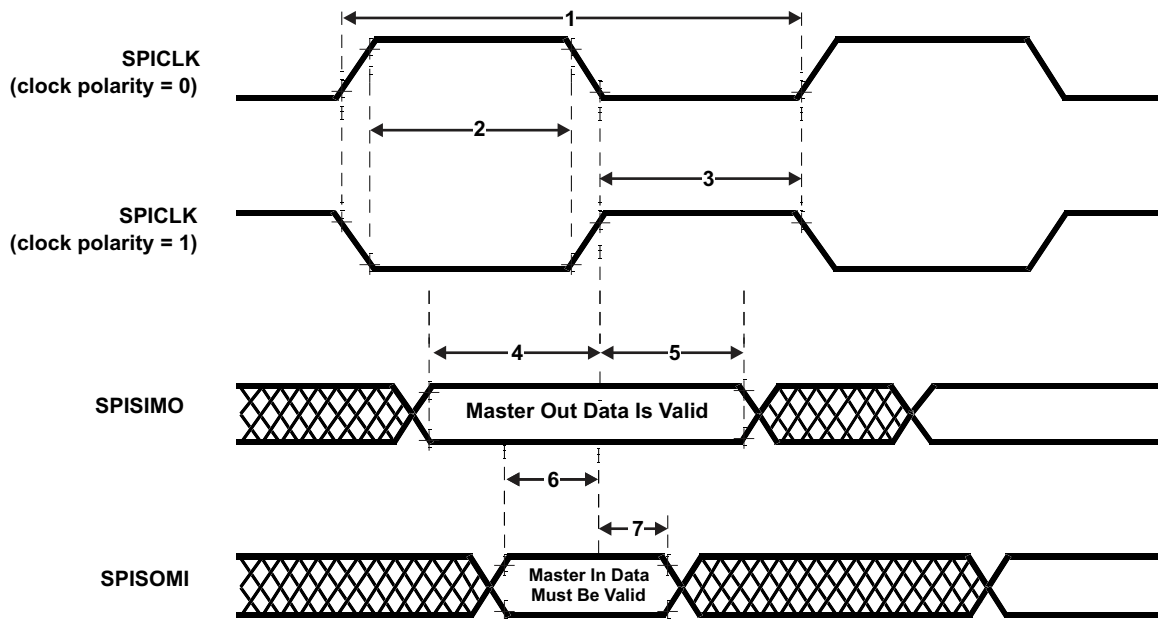 1
SPICLK
(clock polarity = 0)
2
3
SPICLK
(clock polarity = 1)
4
5
SPISIMO
Master Out Data Is Valid
6
7
SPISOMI
Master In Data
Must Be Valid